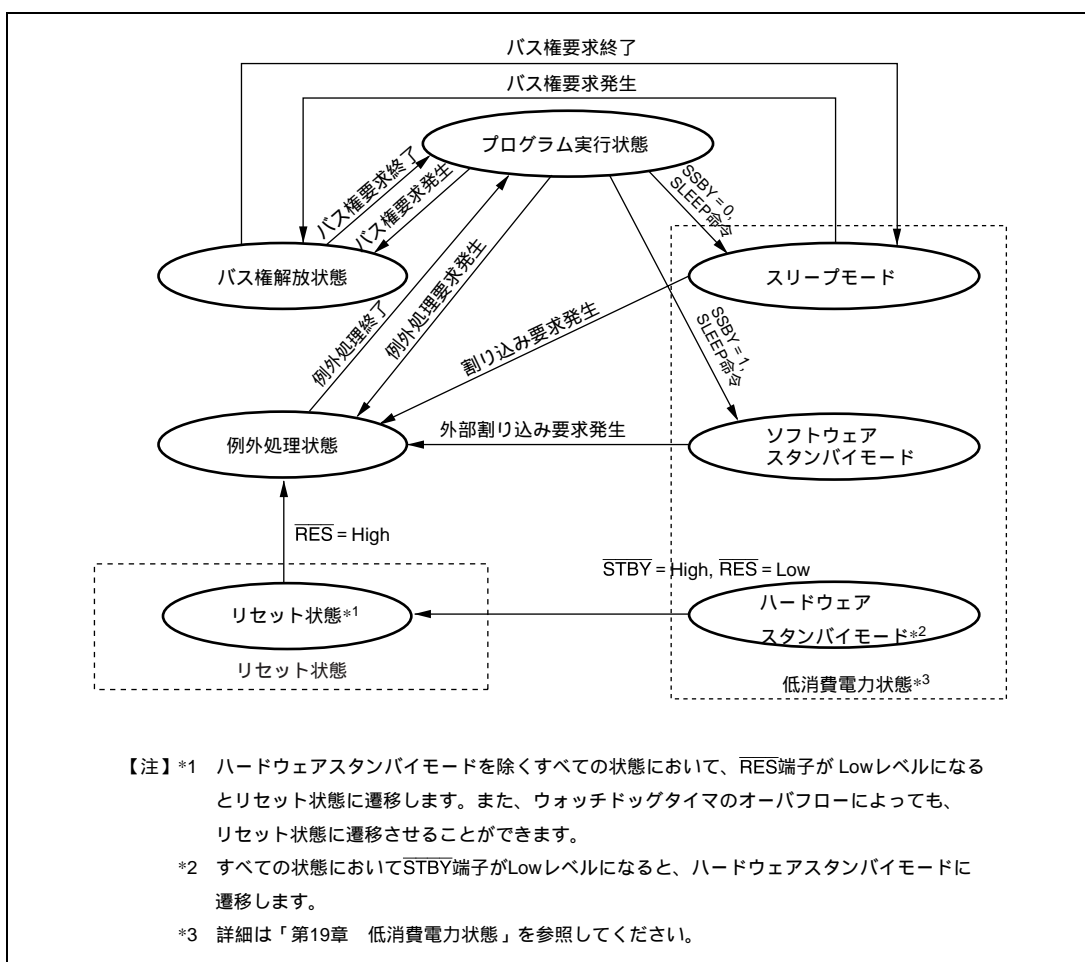 バス権要求終了
バス権要求発生
プログラム実行状態
バス権要求終了
バス権要求発生
SSBY = 0,
SLEEP命令
バス権解放状態
スリープモード
例外処理終了
例外処理要求発生
割り込み要求発生
SSBY = 1,
SLEEP命令
例外処理状態
外部割り込み要求発生
ソフトウェア
スタンバイモード
RES = High
STBY = High, RES = Low
リセット状態*1
ハードウェア
スタンバイモード*2
リセット状態
低消費電力状態*3
【注】*1 ハードウェアスタンバイモードを除くすべての状態において、RES端子が Lowレベルになる
とリセット状態に遷移します。また、ウォッチドッグタイマのオーバフローによっても、
リセット状態に遷移させることができます。
*2 すべての状態においてSTBY端子がLowレベルになると、ハードウェアスタンバイモードに
遷移します。
*3 詳細は「第19章 低消費電力状態」を参照してください。